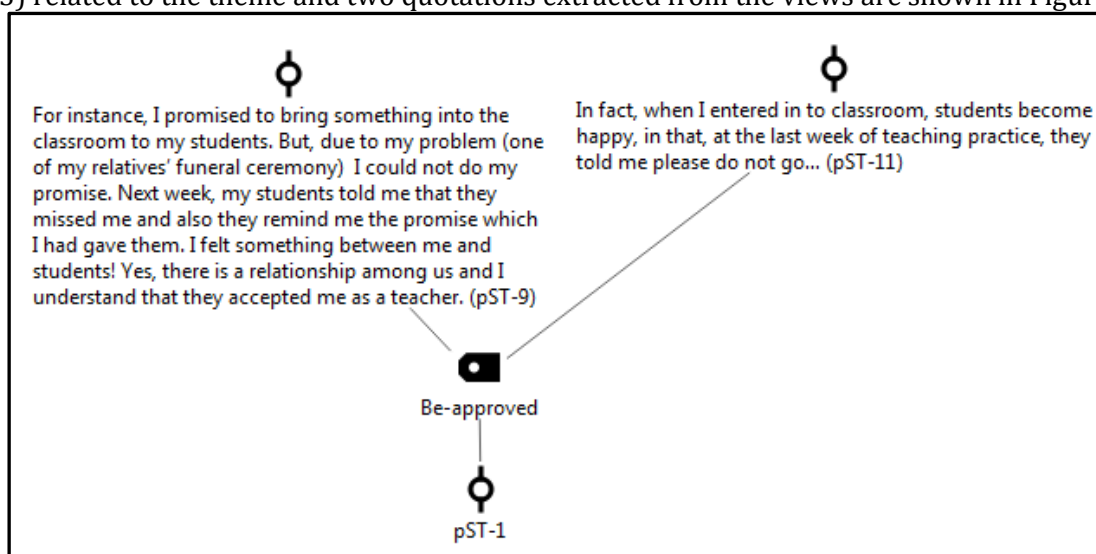 3) related to the theme and two quotations extracted from the views are shown in Figur
For instance, I promised to bring something into the
classroom to my students. But, due to my problem (one
of my relatives' funeral ceremony)  I could not do my
promise. Next week, my students told me that they
missed me and also they remind me the promise which
I had gave them. I felt something between me and
students! Yes, there is a relationship among us and I
understand that they accepted me as a teacher. (pST-9)
In fact, when I entered in to classroom, students become
happy, in that, at the last week of teaching practice, they
told me please do not go... (pST-11)
Be-approved
pST-1